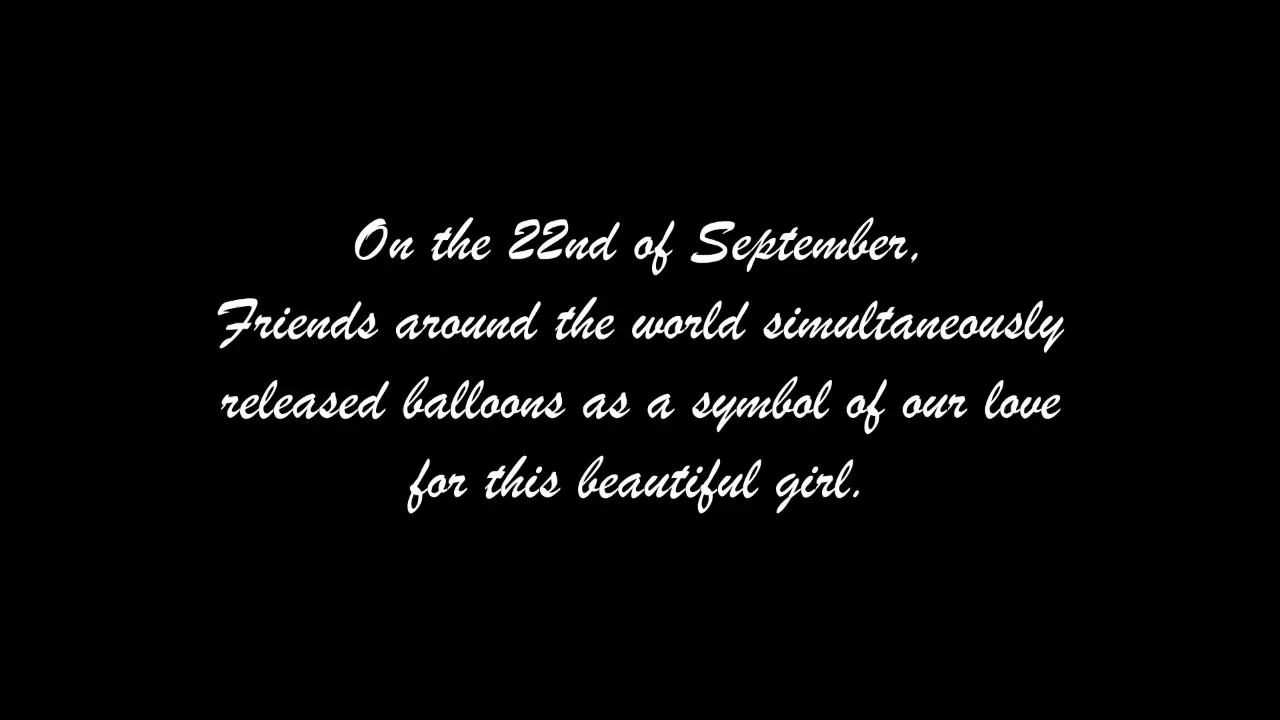 On the 22nd of September,
Friends around the world simultaneously
released balloons as a symbol of our love
for this beautiful girl.